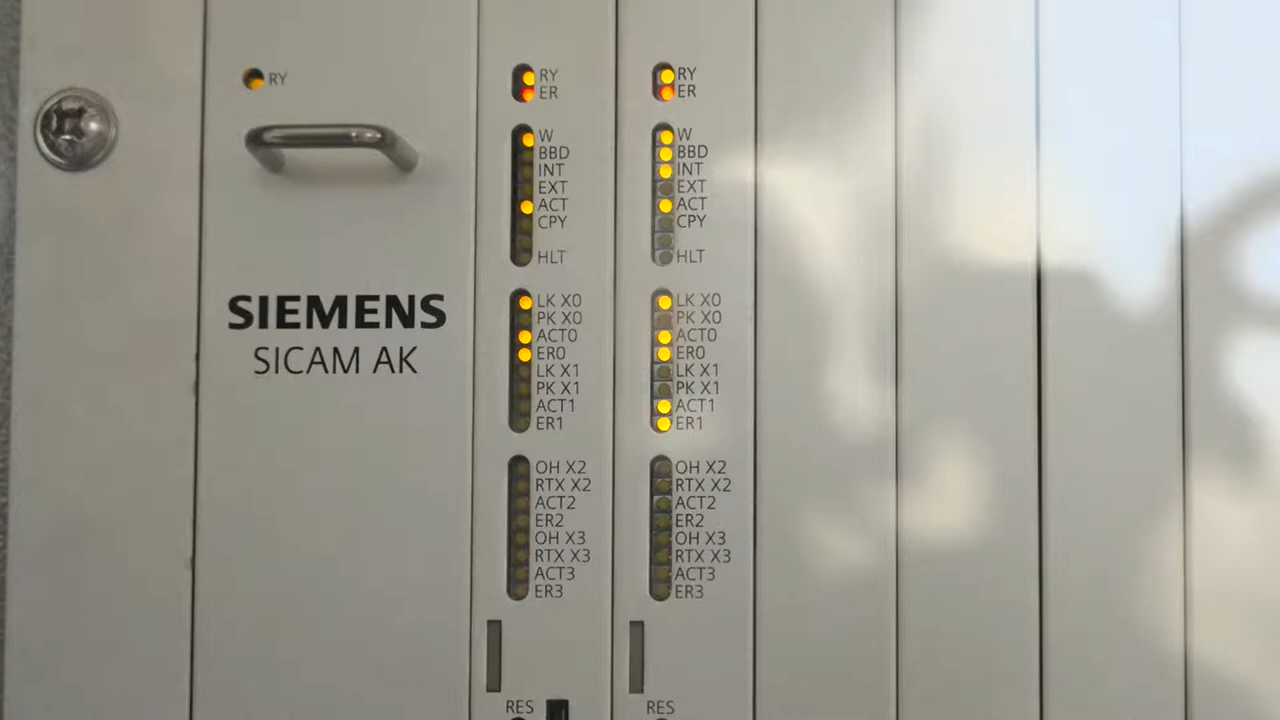 RY
SIEMENS
SICAM AK
RY
ER
W
BBD
INT
EXT
ACT
CPY
HLT
LK X0
PK X0
ACT0
ER0
LK X1
PK X1
ACT1
ER1
OH X2
RTX X2
ACT2
ER2
OH X3
RTX X3
ACT3
ER3
RES
RY
ER
W
BBD
INT
EXT
ACT
CPY
HLT
LK X0
PK X0
ACT0
ER0
LK X1
PK X1
ACT1
ER1
OH X2
RTX X2
ACT2
ER2
OH X3
RTX X3
ACT3
ER3
RES